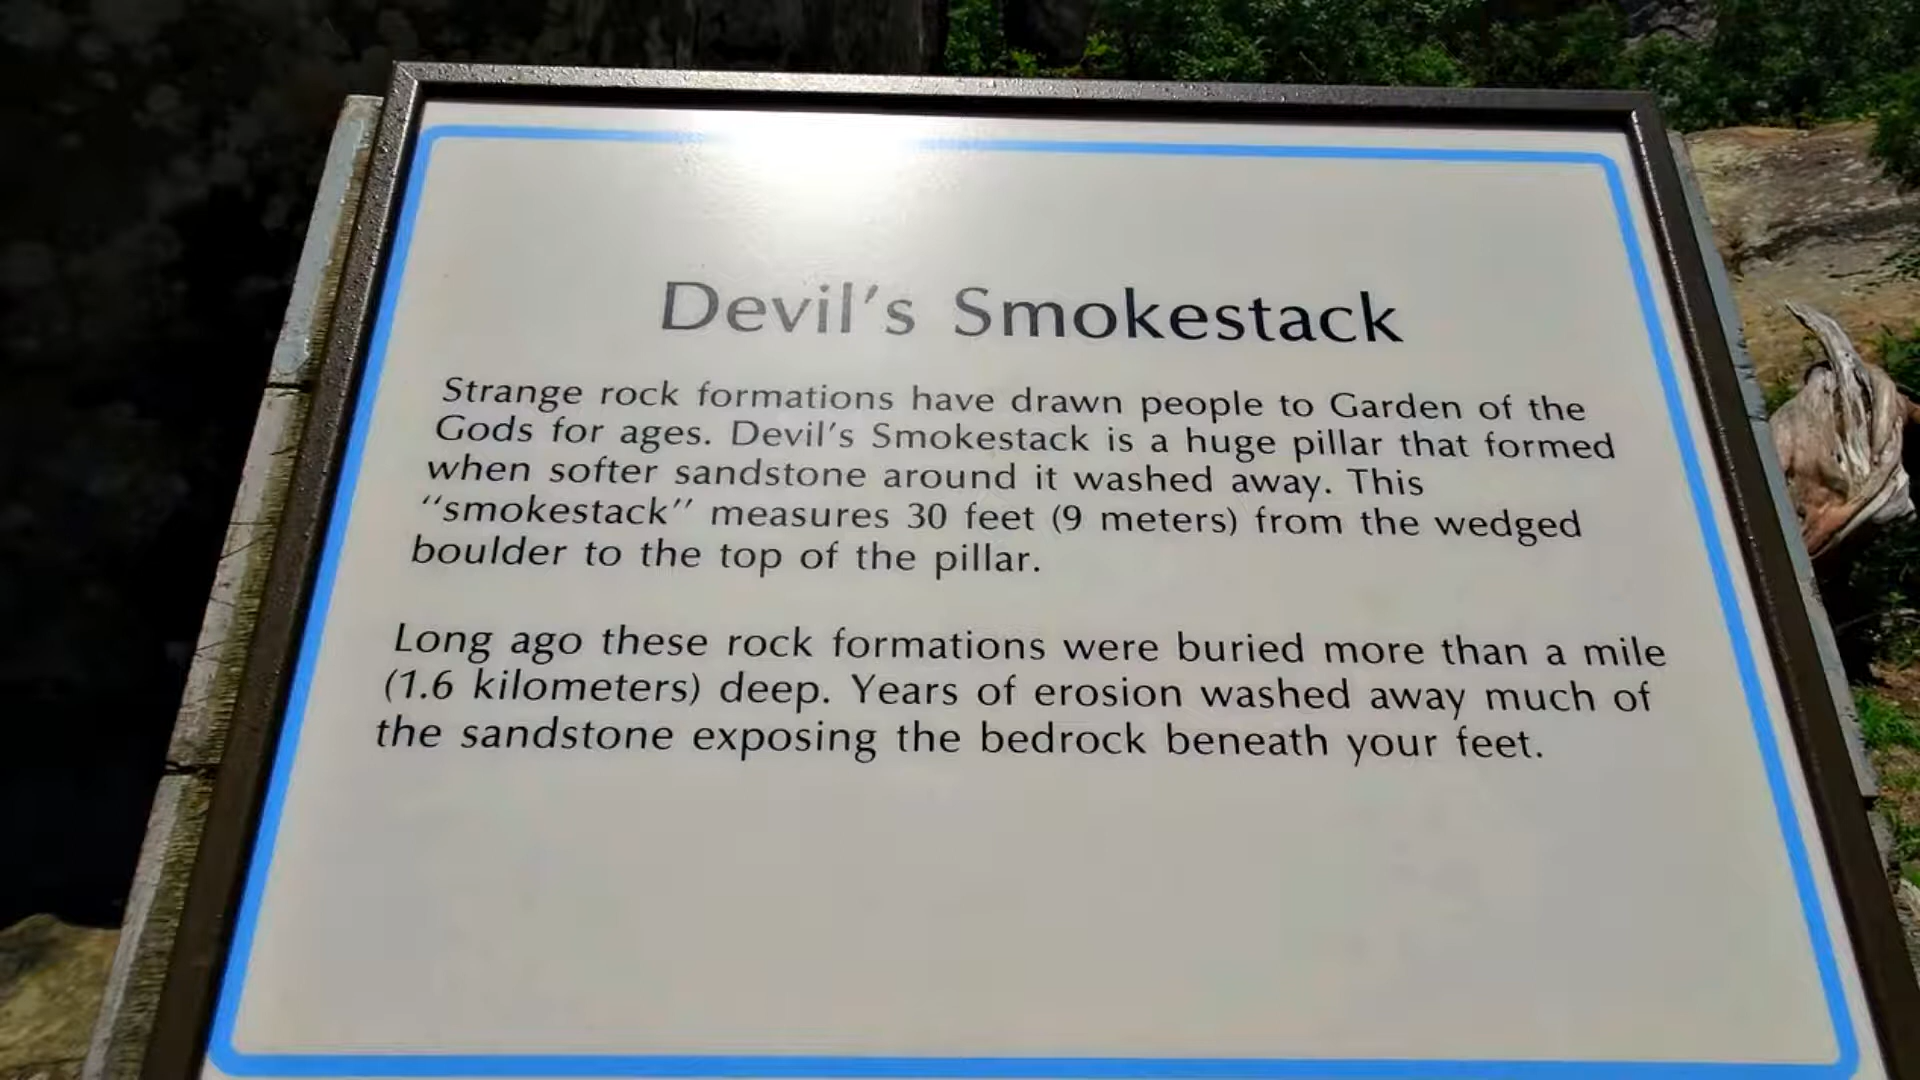 Devil's Smokestack
Strange rock formations have drawn people to Garden of the
Gods for ages. Devil's Smokestack is a huge pillar that formed
when softer sandstone around it washed away. This
"smokestack" measures 30 feet (9 meters) from the wedged
boulder to the top of the pillar.
Long ago these rock formations were buried more than a mile
(1.6 kilometers) deep. Years of erosion washed away much of
the sandstone exposing the bedrock beneath your feet.